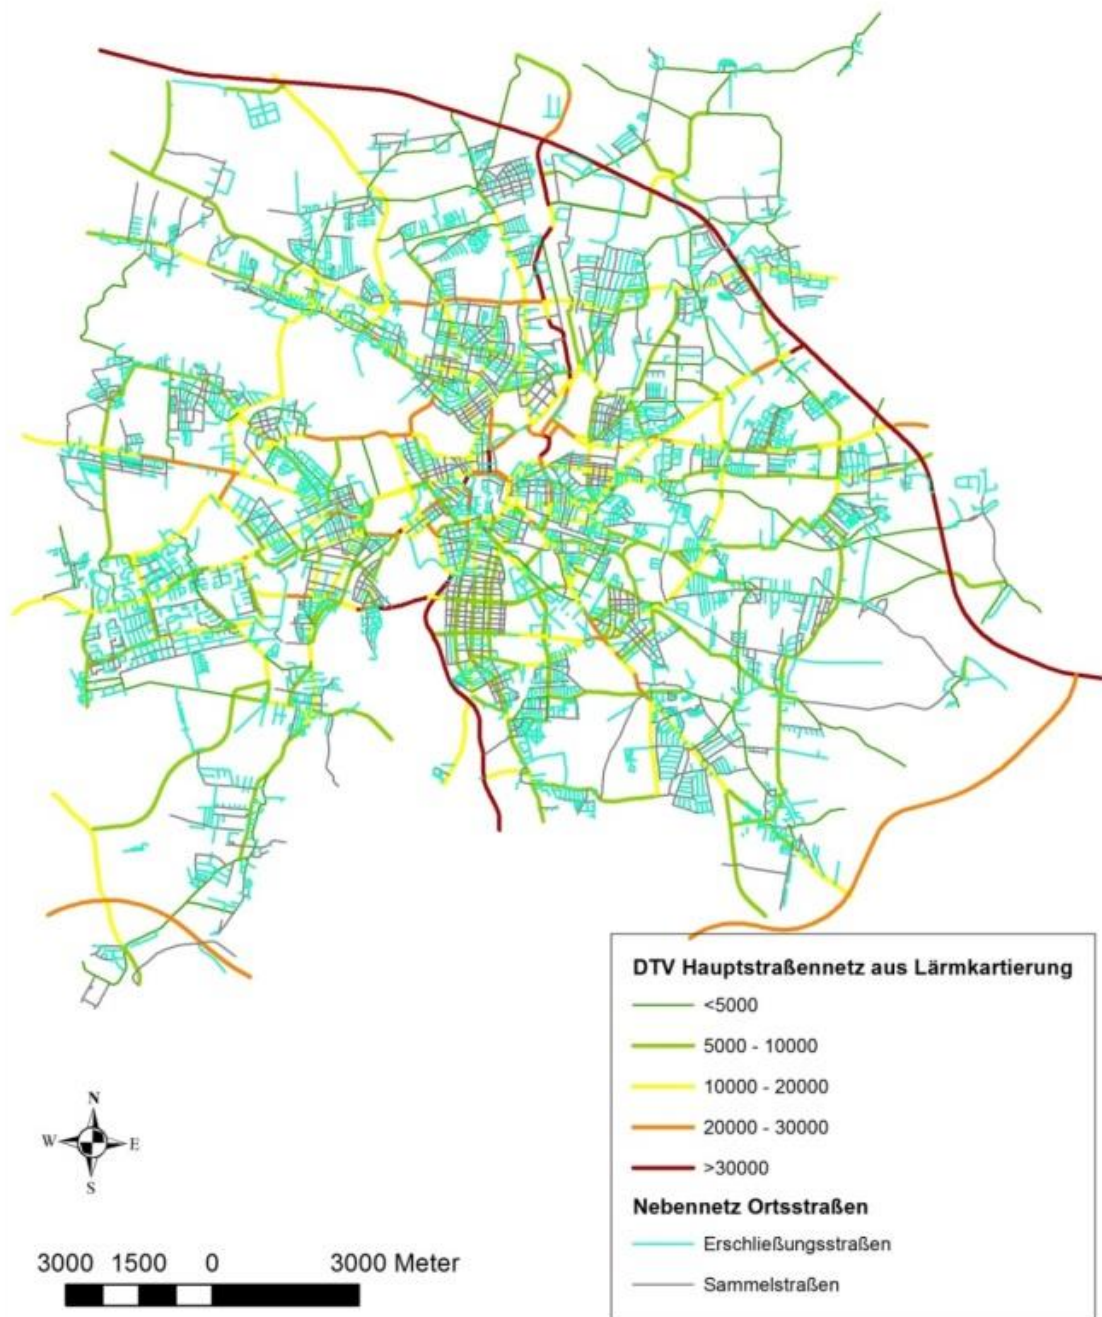 DTV Hauptstraßennetz aus Lärmkartierung
<5000
5000 - 10000
10000 - 20000
20000 - 30000
>30000
Nebennetz Ortsstraßen
Erschließungsstraßen
Sammelstraßen
N
W E
S
3000 1500 0 3000 Meter